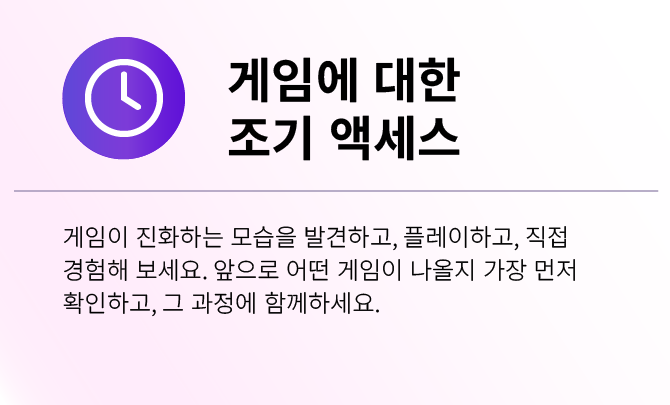 게임에 대한
조기 액세스
게임이 진화하는 모습을 발견하고, 플레이하고, 직접
경험해 보세요. 앞으로 어떤 게임이 나올지 가장 먼저
확인하고, 그 과정에 함께하세요.